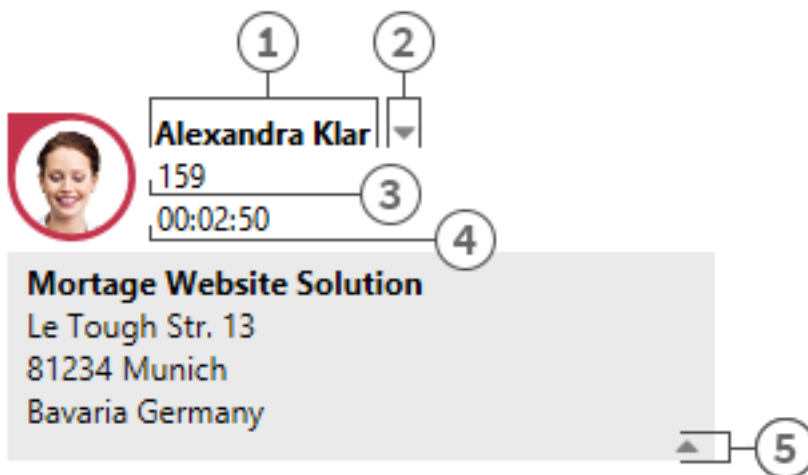 1 2
Alexandra Klar
159
3
00:02:50
4
Mortage Website Solution
Le Tough Str. 13
81234 Munich
Bavaria Germany
5